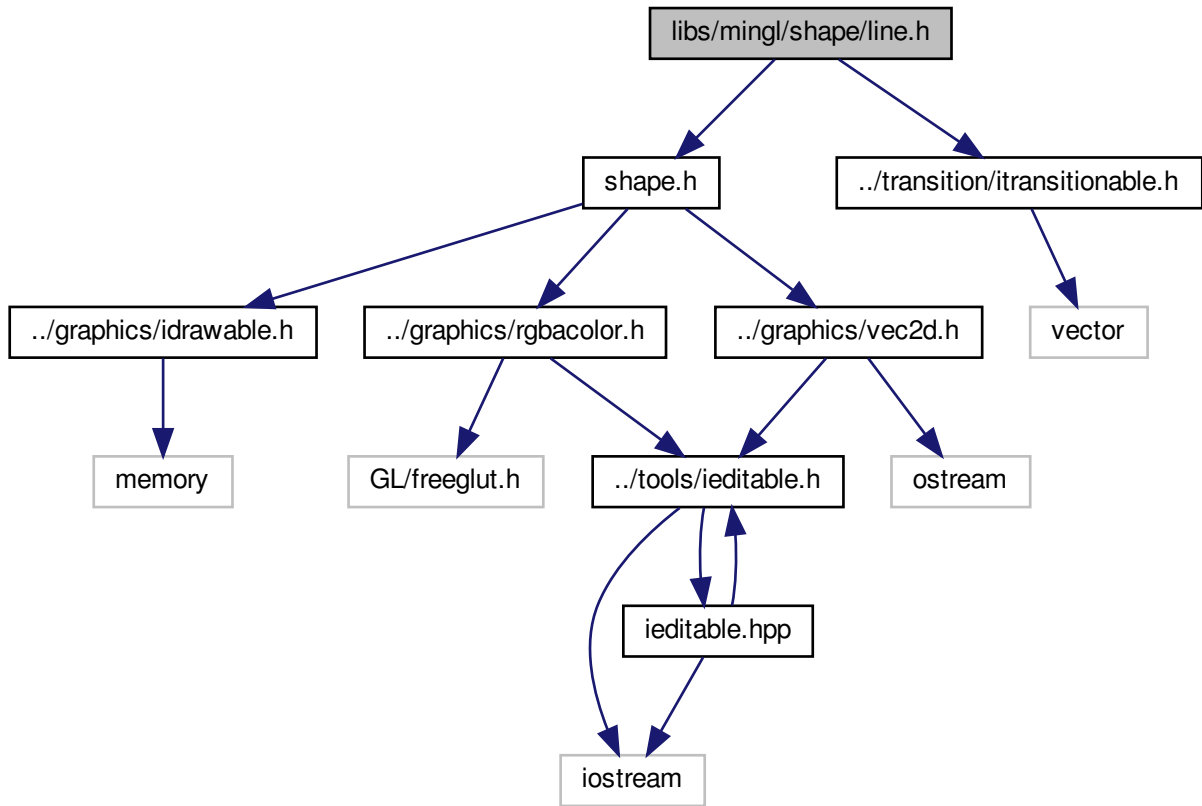 libs/mingl/shape/line.h
shape.h
../transition/itransitionable.h
../graphics/idrawable.h
../graphics/rgbacolor.h
../graphics/vec2d.h
vector
memory
GL/freeglut.h
../tools/ieditable.h
ostream
ieditable.hpp
iostream